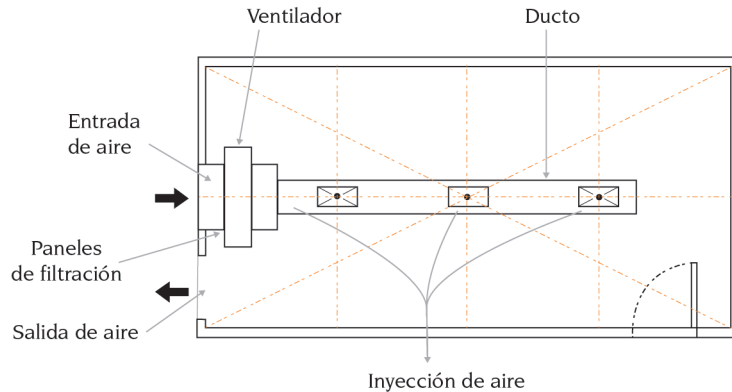 Ventilador
Ducto
Entrada
de aire
Paneles
de filtración
Salida de aire
Inyección de aire